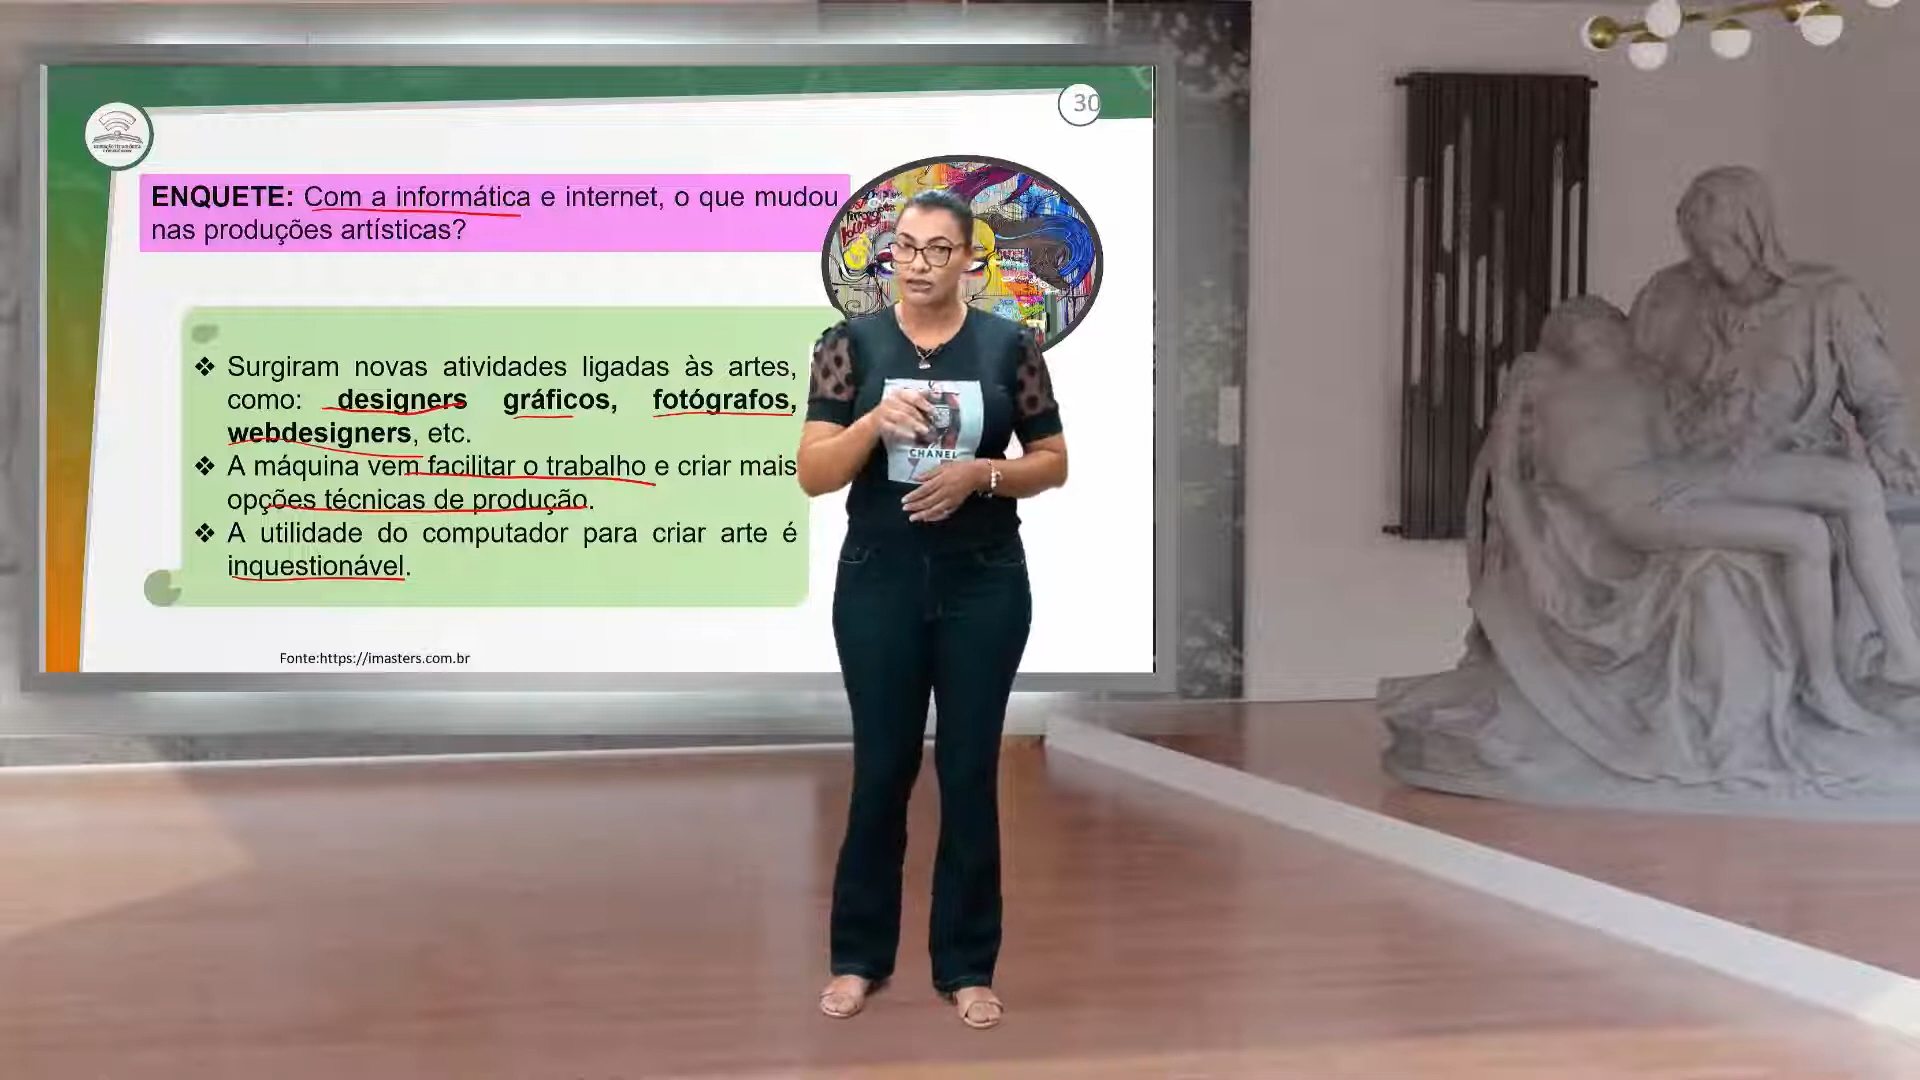 30
ENQUETE: Com a informática e internet, o que mudou
nas produções artísticas?
❖ Surgiram novas atividades ligadas às artes,
como: designers gráficos, fotógrafos,
webdesigners, etc.
❖ A máquina vem facilitar o trabalho e criar mais
opções técnicas de produção.
❖ A utilidade do computador para criar arte é
inquestionável.
CHANEL
Fonte:https://imasters.com.br